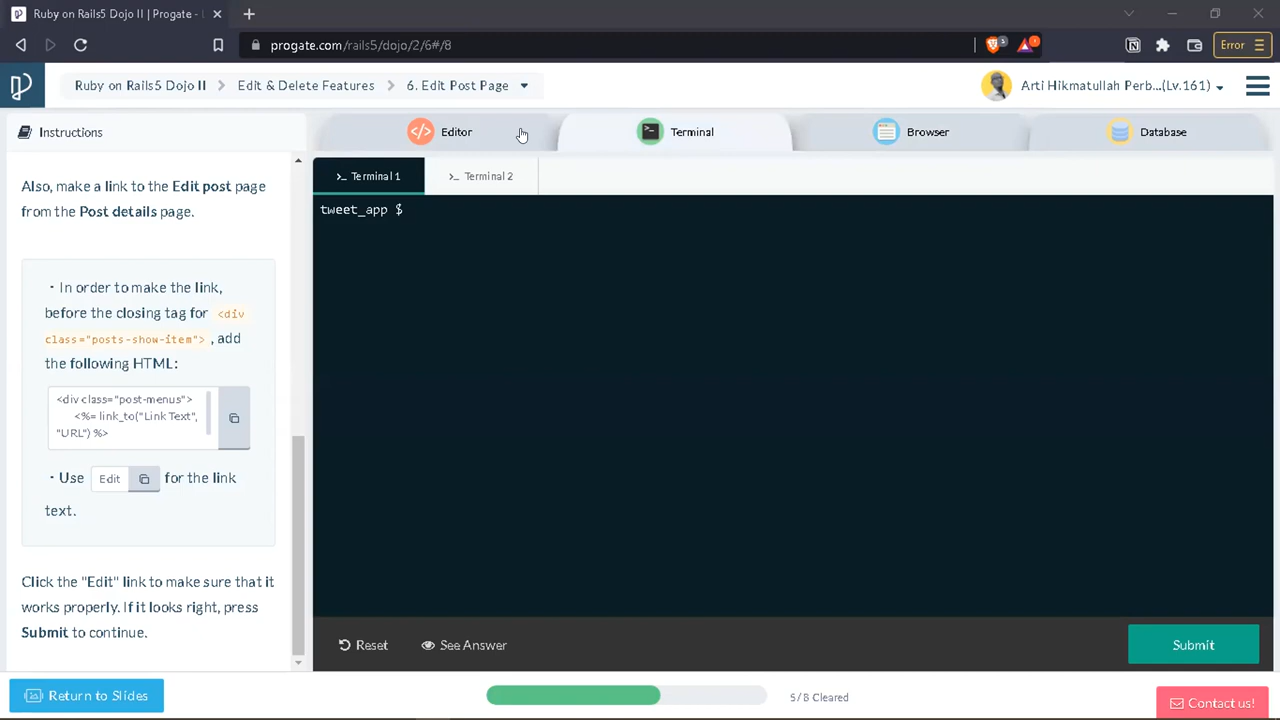 Ruby on Rails5 Dojo II | Progate -
progate.com/rails5/dojo/2/6#/8
Error
Ruby on Rails5 Dojo II
Edit & Delete Features
6. Edit Post Page
Arti Hikmatullah Perb...(Lv.161)
Instructions
Editor
Terminal
Browser
Database
Also, make a link to the Edit post page
from the Post details page.
・In order to make the link,
before the closing tag for <div
class="posts-show-item"> , add
the following HTML:
<div class="post-menus">
<%= link_to("Link Text",
"URL") %>
・Use Edit for the link
text.
Click the "Edit" link to make sure that it
works properly. If it looks right, press
Submit to continue.
>_ Terminal 1
>_ Terminal 2
tweet_app $
Reset
See Answer
Submit
Return to Slides
5/8 Cleared
Contact us!